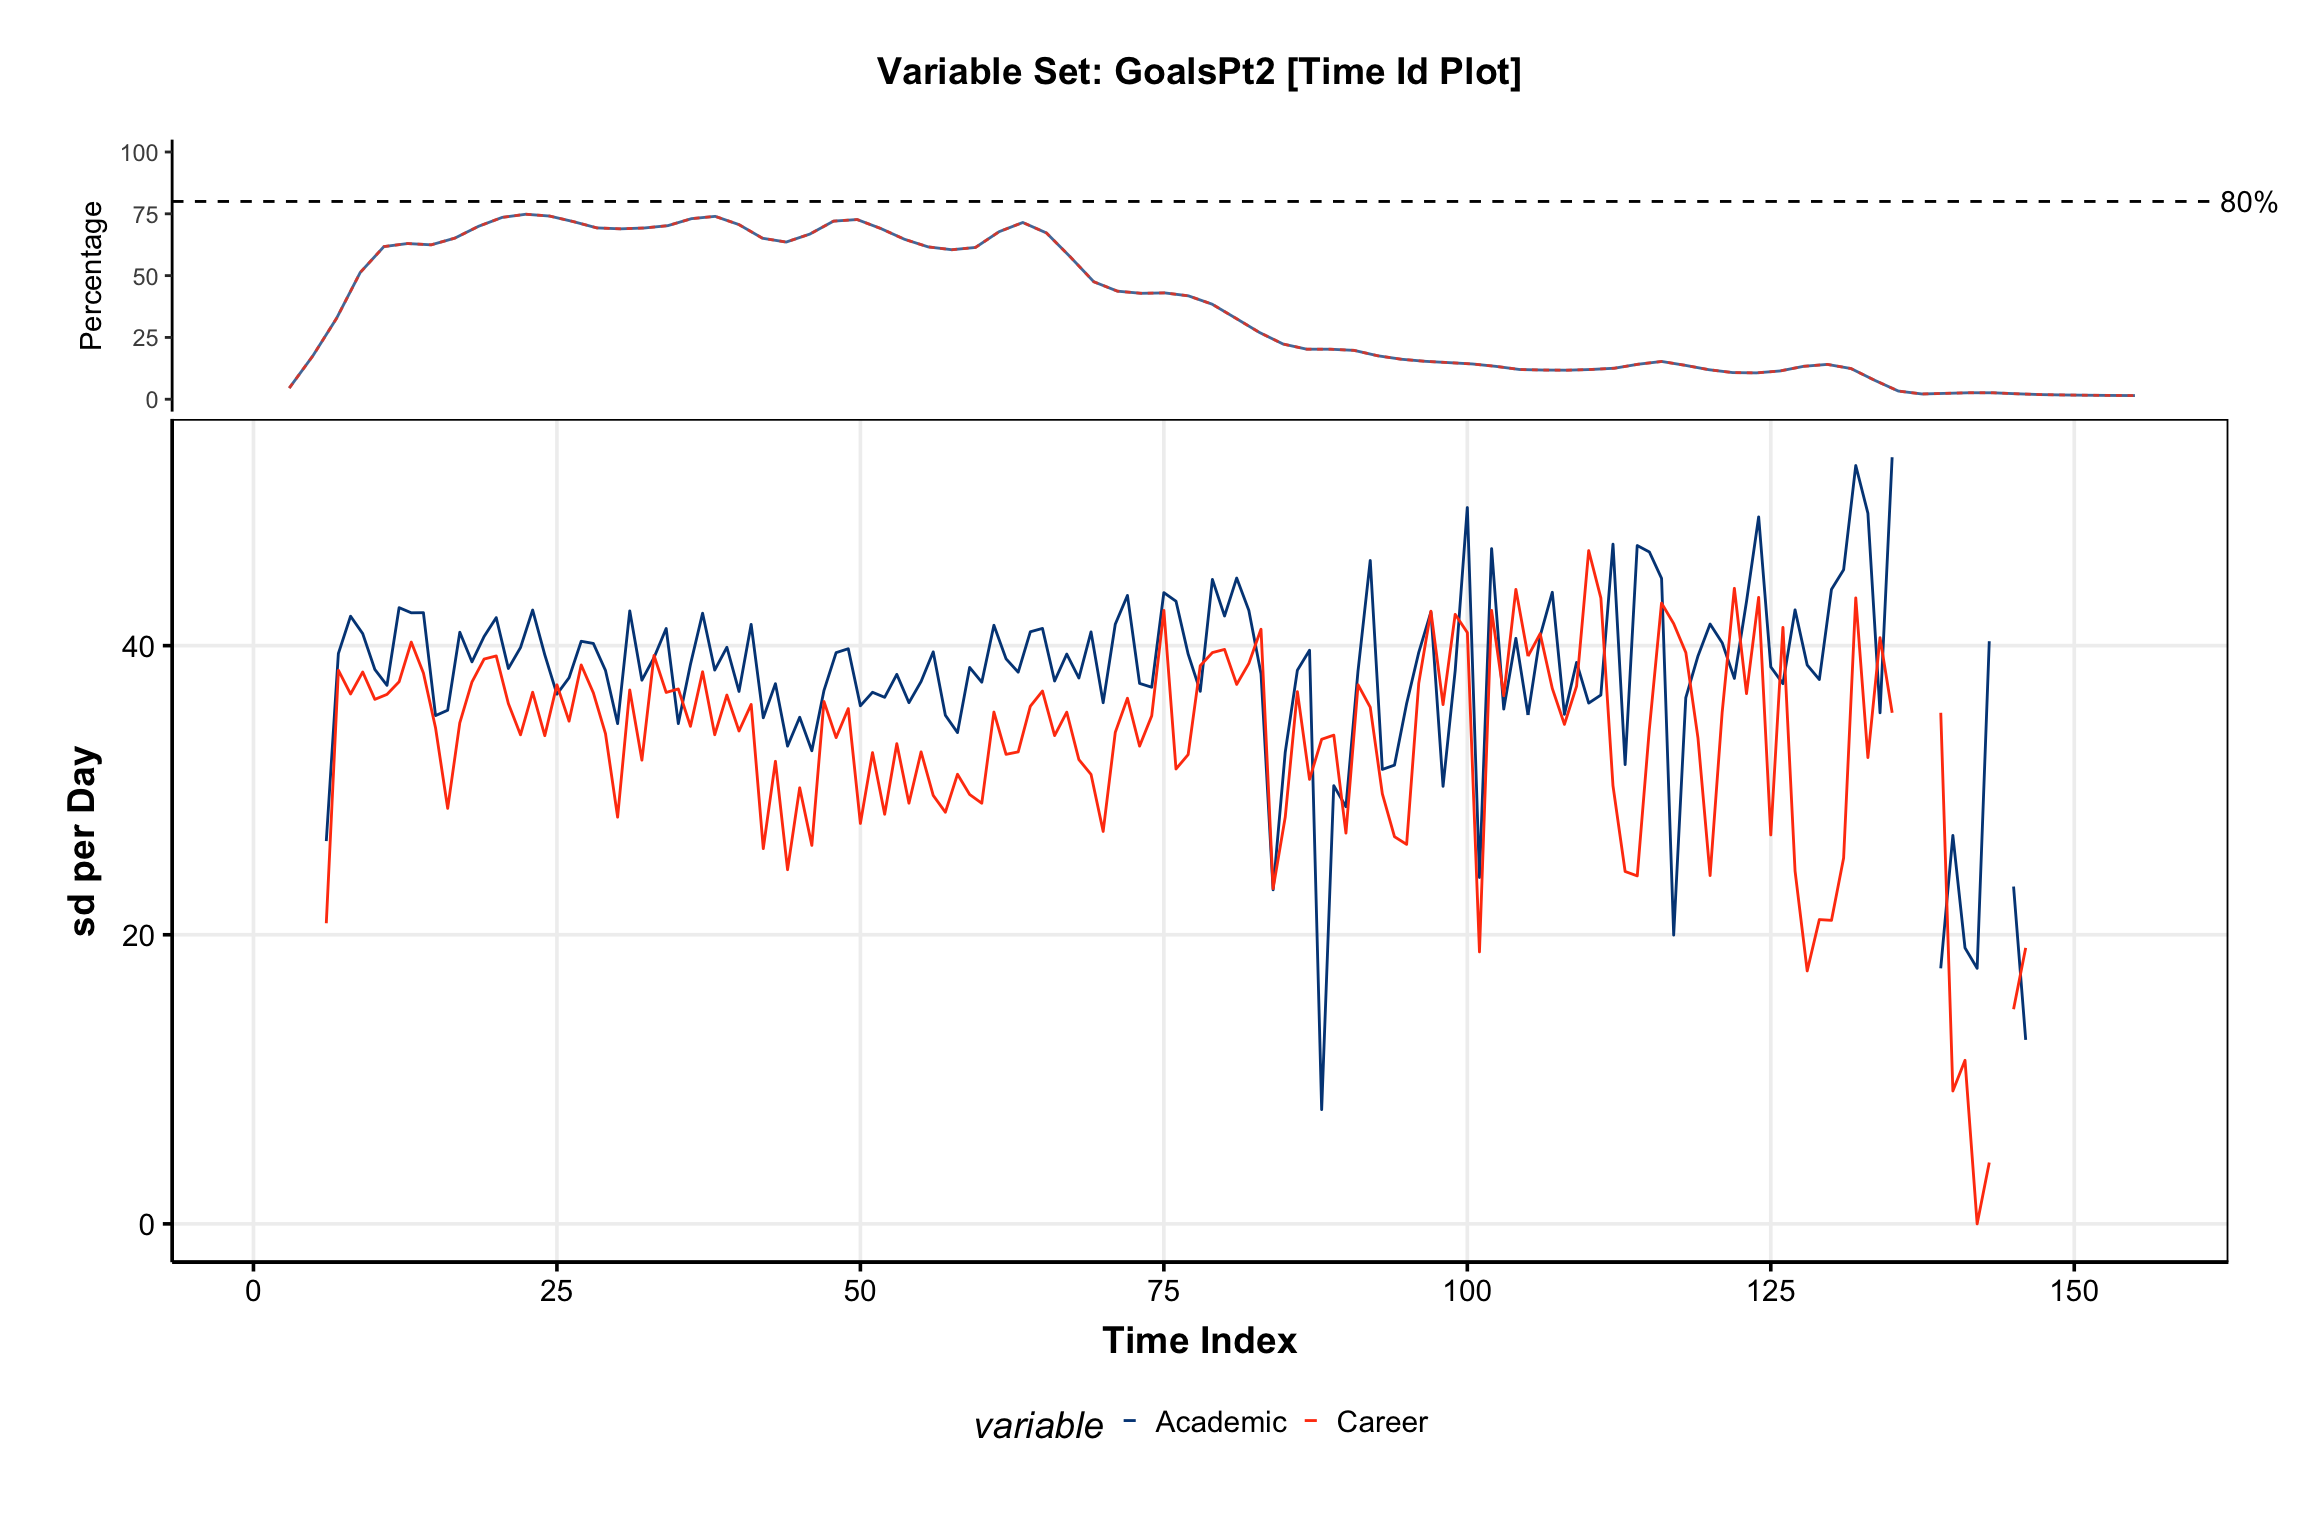 Variable Set: GoalsPt2 [Time Id Plot]
Percentage
100
75
50
25
0
80%
sd per Day
40
20
0
0 25 50 75 100 125 150
Time Index
variable Academic Career